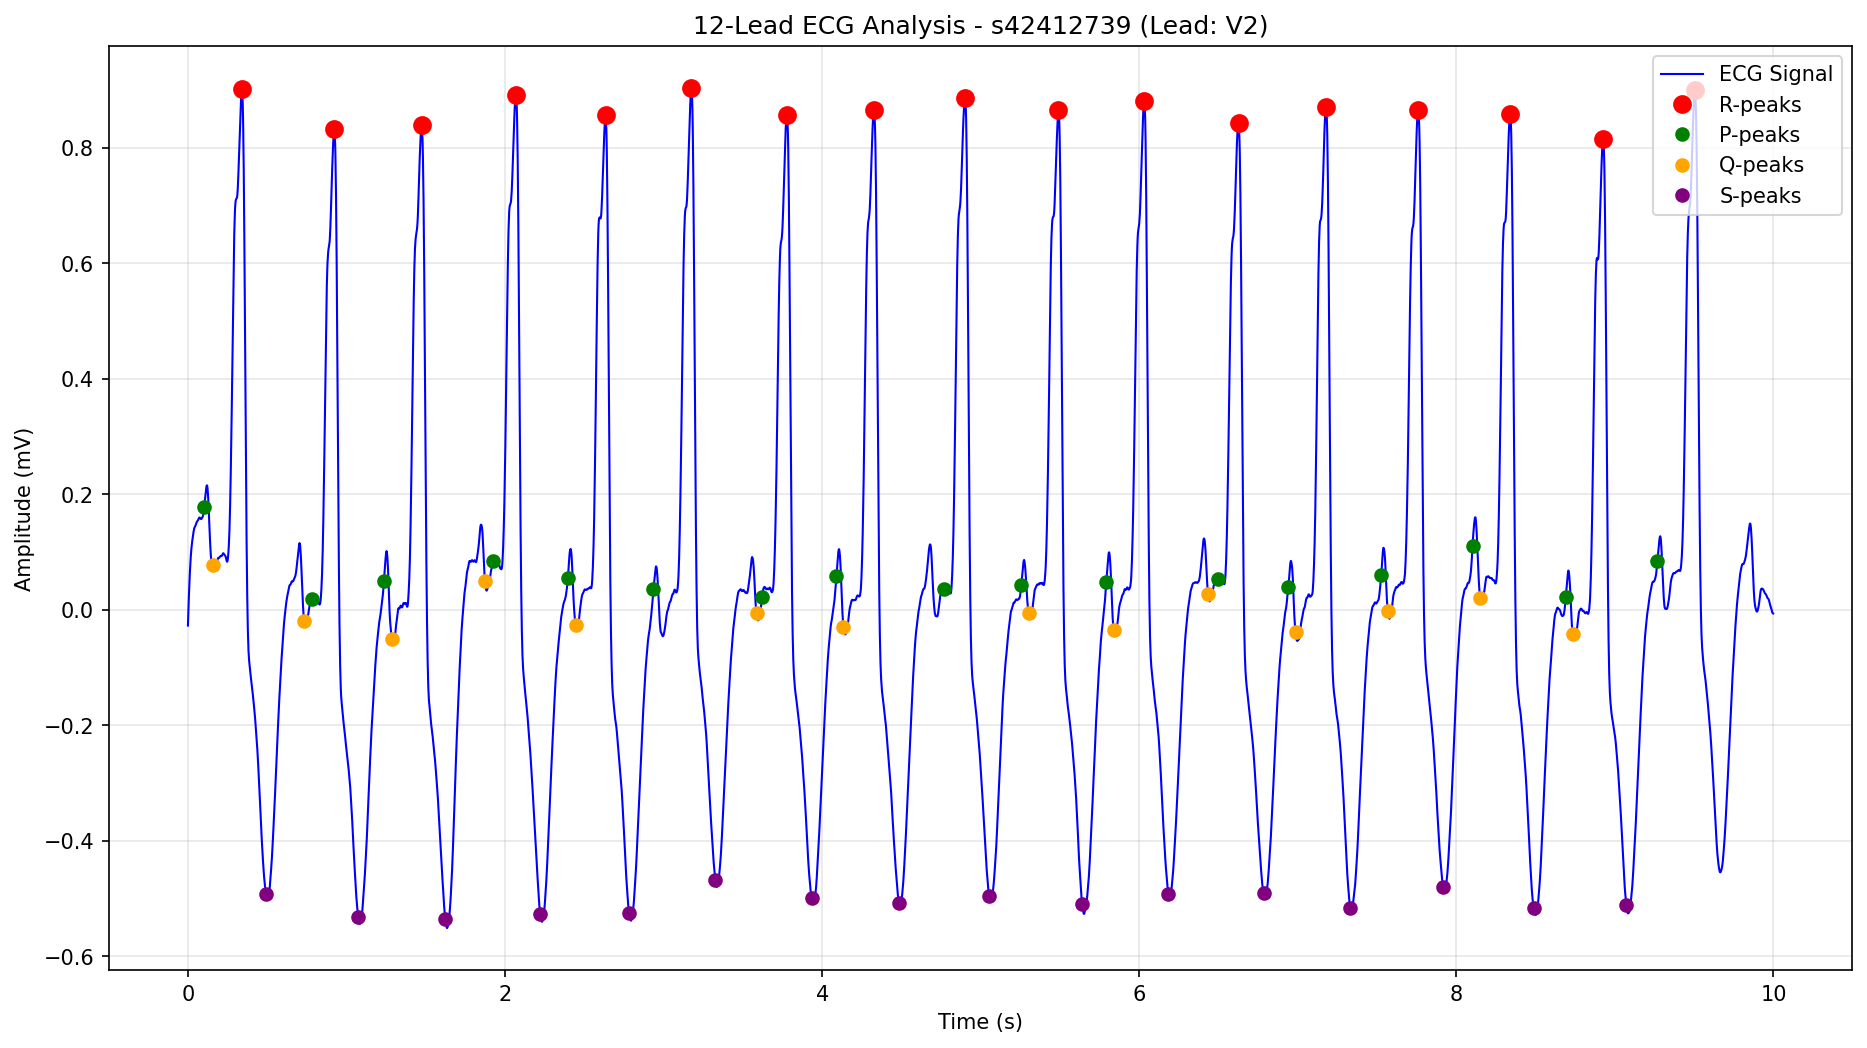 12-Lead ECG Analysis - s42412739 (Lead: V2)
ECG Signal
R-peaks
P-peaks
Q-peaks
S-peaks
Amplitude (mV)
0.8
0.6
0.4
0.2
0.0
−0.2
−0.4
−0.6
0 2 4 6 8 10
Time (s)